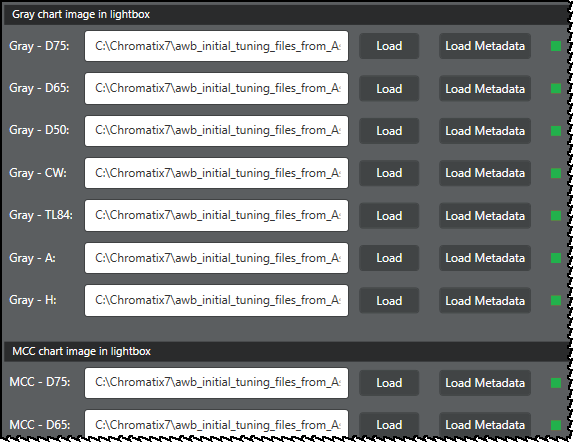 Gray chart image in lightbox
Gray - D75: C:\Chromatix7\awb_initial_tuning_files_from_A Load Load Metadata
Gray - D65: C:\Chromatix7\awb_initial_tuning_files_from_A Load Load Metadata
Gray - D50: C:\Chromatix7\awb_initial_tuning_files_from_A Load Load Metadata
Gray - CW: C:\Chromatix7\awb_initial_tuning_files_from_A Load Load Metadata
Gray - TL84: C:\Chromatix7\awb_initial_tuning_files_from_A Load Load Metadata
Gray - A: C:\Chromatix7\awb_initial_tuning_files_from_A Load Load Metadata
Gray - H: C:\Chromatix7\awb_initial_tuning_files_from_A Load Load Metadata
MCC chart image in lightbox
MCC - D75: C:\Chromatix7\awb_initial_tuning_files_from_A Load Load Metadata
MCC - D65: C:\Chromatix7\awb_initial_tuning_files_from_A Load Load Metadata